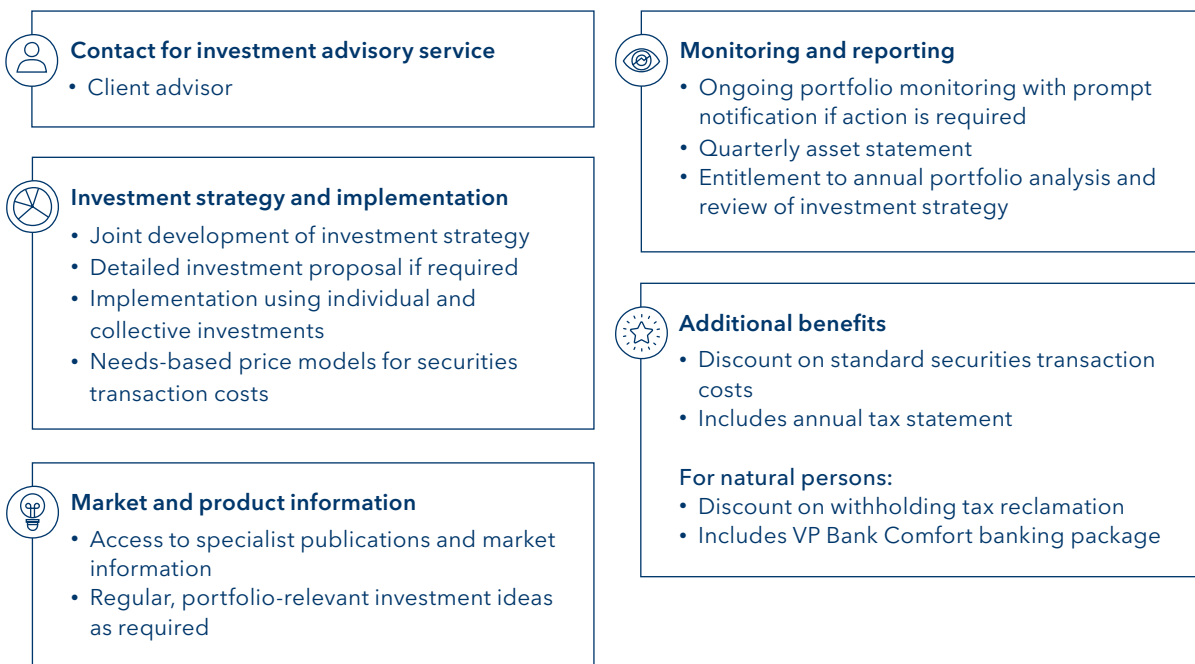 Contact for investment advisory service
• Client advisor
Investment strategy and implementation
• Joint development of investment strategy
• Detailed investment proposal if required
• Implementation using individual and
collective investments
• Needs-based price models for securities
transaction costs
Market and product information
• Access to specialist publications and market
information
• Regular, portfolio-relevant investment ideas
as required
Monitoring and reporting
• Ongoing portfolio monitoring with prompt
notification if action is required
• Quarterly asset statement
• Entitlement to annual portfolio analysis and
review of investment strategy
Additional benefits
• Discount on standard securities transaction
costs
• Includes annual tax statement
For natural persons:
• Discount on withholding tax reclamation
• Includes VP Bank Comfort banking package